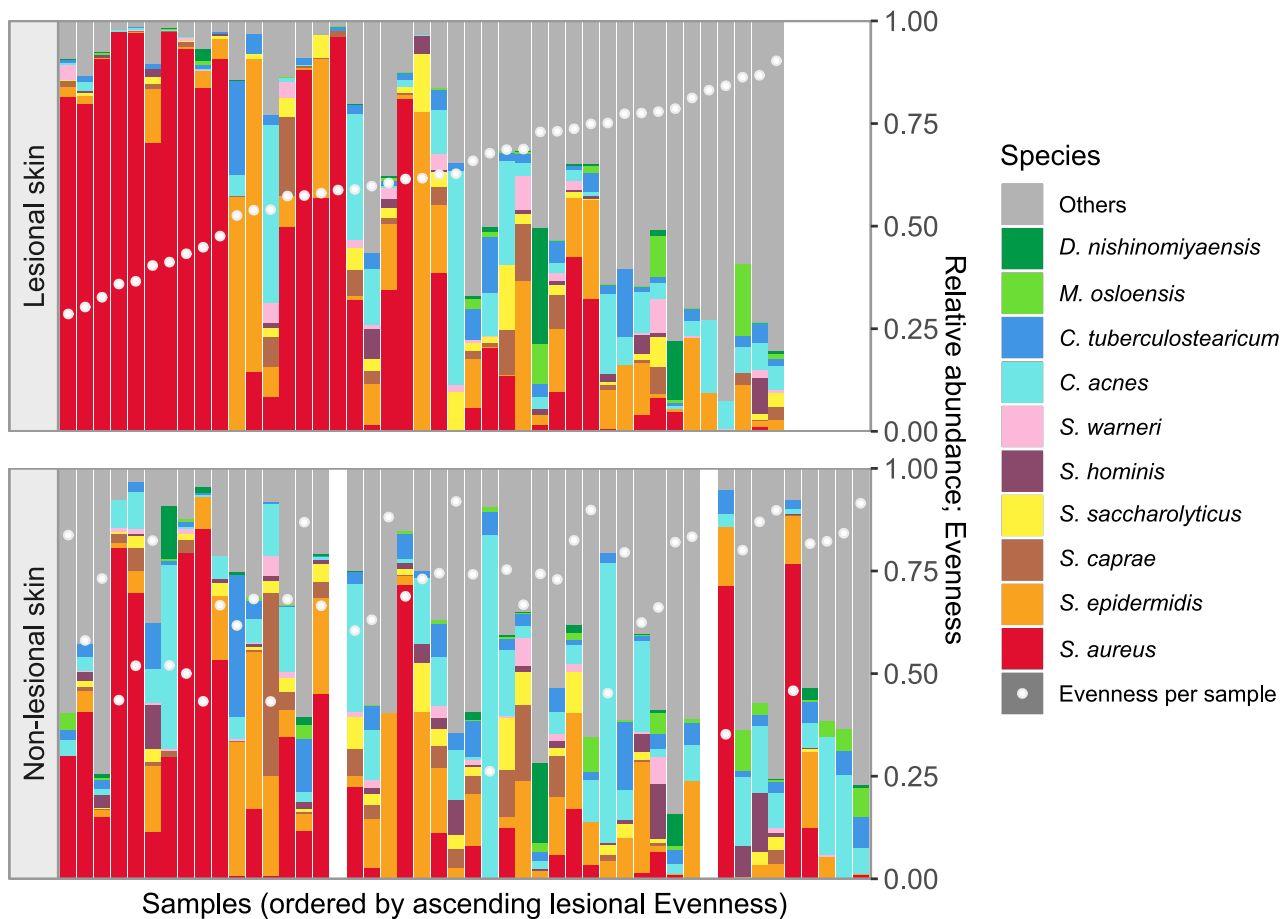 Lesional skin
1.00
0.75
0.50
0.25
0.00
Non-lesional skin
1.00
0.75
0.50
0.25
0.00
Relative abundance; Evenness
Samples (ordered by ascending lesional Evenness)
Species
Others
D. nishinomiyaensis
M. osloensis
C. tuberculostearicum
C. acnes
S. warneri
S. hominis
S. saccharolyticus
S. caprae
S. epidermidis
S. aureus
Evenness per sample